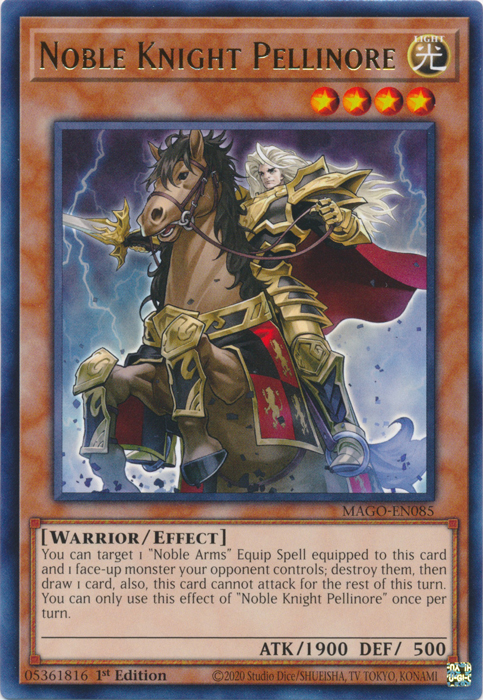 NOBLE KNIGHT PELLINORE
LIGHT
光
MAGO-EN085
[WARRIOR/EFFECT]
You can target 1 "Noble Arms" Equip Spell equipped to this card
and 1 face-up monster your opponent controls; destroy them, then
draw 1 card, also, this card cannot attack for the rest of this turn.
You can only use this effect of "Noble Knight Pellinore" once per
turn.
ATK/1900 DEF/ 500
05361816 1st Edition ©2020 Studio Dice/SHUEISHA, TV TOKYO, KONAMI